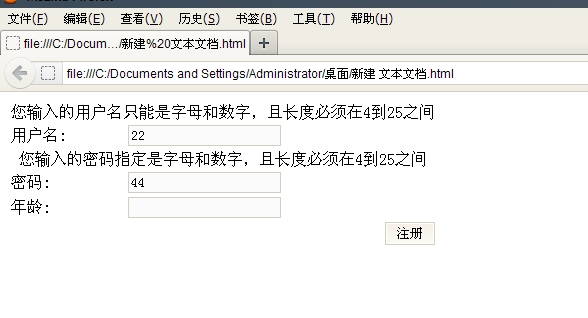 Mozilla Firefox
文件(F) 编辑(E) 查看(V) 历史(S) 书签(B) 工具(T) 帮助(H)
file:///C:/Docum.../新建%20文本文档.html +
file:///C:/Documents and Settings/Administrator/桌面/新建 文本文档.html
您输入的用户名只能是字母和数字，且长度必须在4到25之间
用户名: 22
您输入的密码指定是字母和数字，且长度必须在4到25之间
密码: 44
年龄:
注册